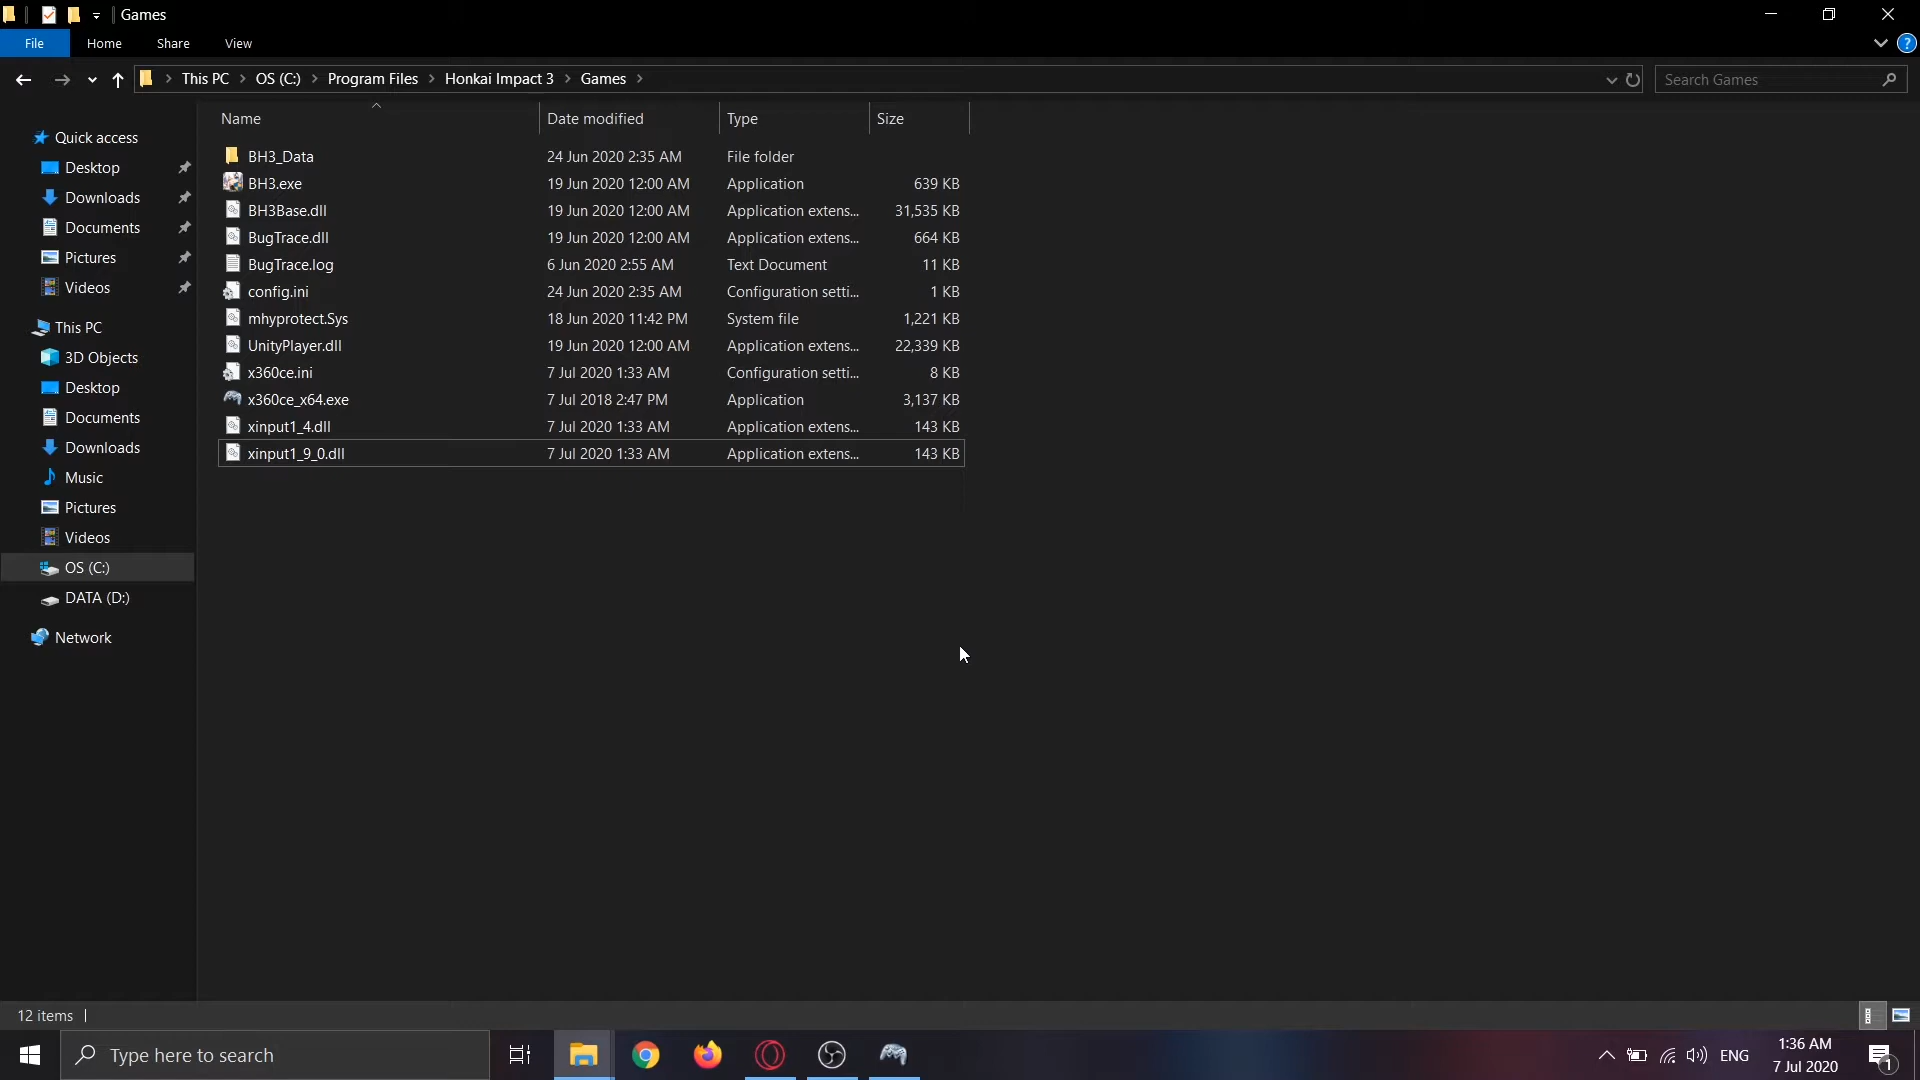 Games
File Home Share View
This PC OS (C:) Program Files Honkai Impact 3 Games
Search Games
Name Date modified Type Size
Quick access
Desktop
Downloads
Documents
Pictures
Videos
This PC
3D Objects
Desktop
Documents
Downloads
Music
Pictures
Videos
OS (C:)
DATA (D:)
Network
BH3_Data 24 Jun 2020 2:35 AM File folder
BH3.exe 19 Jun 2020 12:00 AM Application 639 KB
BH3Base.dll 19 Jun 2020 12:00 AM Application extens... 31,535 KB
BugTrace.dll 19 Jun 2020 12:00 AM Application extens... 664 KB
BugTrace.log 6 Jun 2020 2:55 AM Text Document 11 KB
config.ini 24 Jun 2020 2:35 AM Configuration setti... 1 KB
mhyprotect.Sys 18 Jun 2020 11:42 PM System file 1,221 KB
UnityPlayer.dll 19 Jun 2020 12:00 AM Application extens... 22,339 KB
x360ce.ini 7 Jul 2020 1:33 AM Configuration setti... 8 KB
x360ce_x64.exe 7 Jul 2018 2:47 PM Application 3,137 KB
xinput1_4.dll 7 Jul 2020 1:33 AM Application extens... 143 KB
xinput1_9_0.dll 7 Jul 2020 1:33 AM Application extens... 143 KB
12 items
Type here to search
ENG
1:36 AM
7 Jul 2020
1